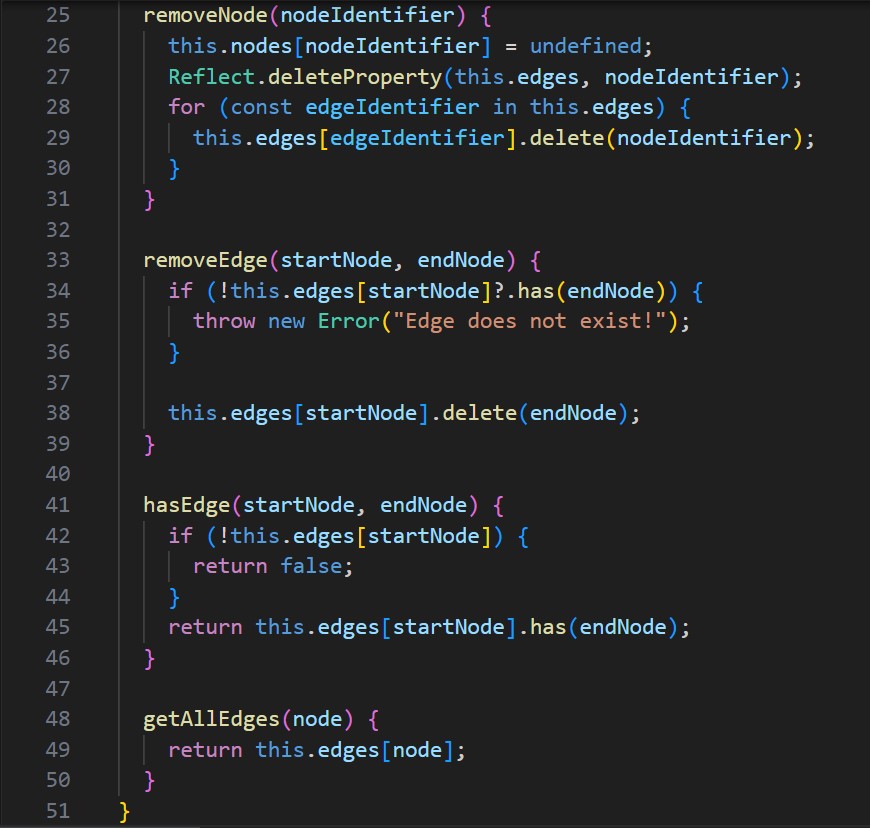 25 removeNode(nodeIdentifier) {
26 this.nodes[nodeIdentifier] = undefined;
27 Reflect.deleteProperty(this.edges, nodeIdentifier);
28 for (const edgeIdentifier in this.edges) {
29 this.edges[edgeIdentifier].delete(nodeIdentifier);
30 }
31 }
32
33 removeEdge(startNode, endNode) {
34 if (!this.edges[startNode]?.has(endNode)) {
35 throw new Error("Edge does not exist!");
36 }
37
38 this.edges[startNode].delete(endNode);
39 }
40
41 hasEdge(startNode, endNode) {
42 if (!this.edges[startNode]) {
43 return false;
44 }
45 return this.edges[startNode].has(endNode);
46 }
47
48 getAllEdges(node) {
49 return this.edges[node];
50 }
51 }